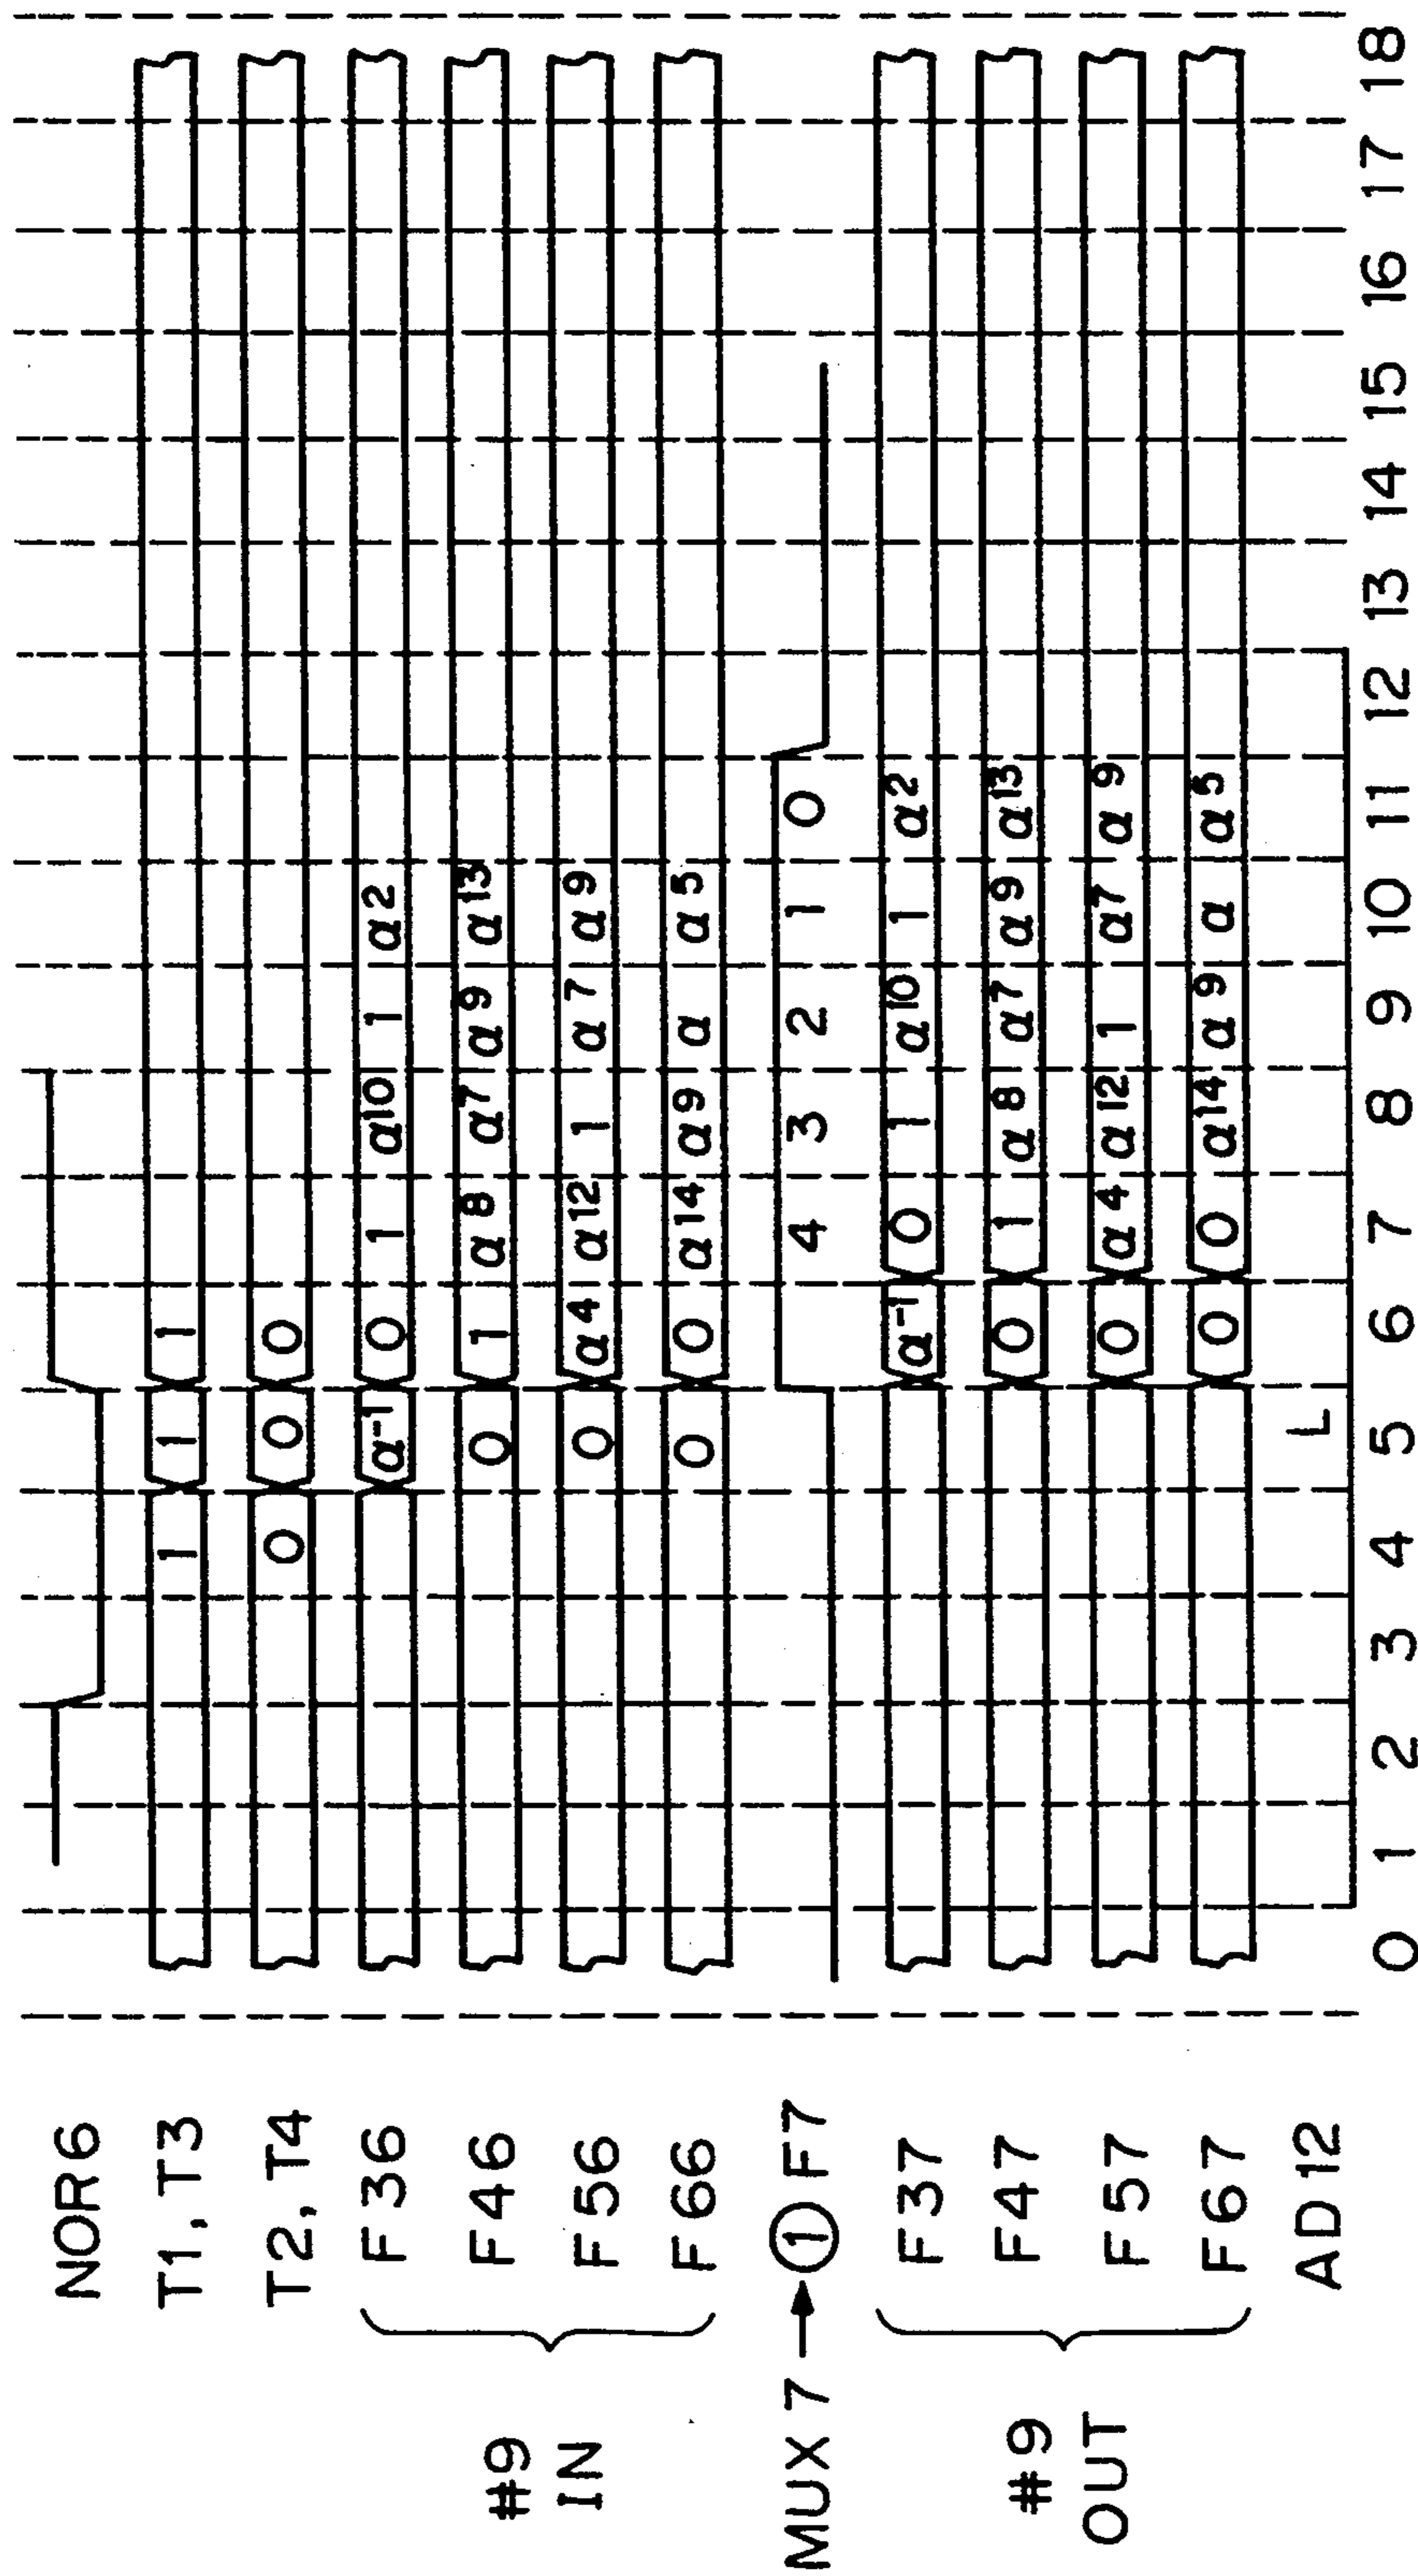 NOR6
T1, T3 1 1 1
T2, T4 0 0 0
#9 IN
F36 α⁻¹ 0 1 α¹⁰ 1 α²
F46 0 1 α⁸ α⁷ α⁹ α¹³
F56 0 α⁴ α¹² 1 α⁷ α⁹
F66 0 0 α¹⁴ α⁹ α α⁵
MUX 7 → ① F7 4 3 2 1 0
#9 OUT
F37 α⁻¹ 0 1 α¹⁰ 1 α²
F47 0 1 α⁸ α⁷ α⁹ α¹³
F57 0 α⁴ α¹² 1 α⁷ α⁹
F67 0 0 α¹⁴ α⁹ α α⁵
AD12 L
0 1 2 3 4 5 6 7 8 9 10 11 12 13 14 15 16 17 18